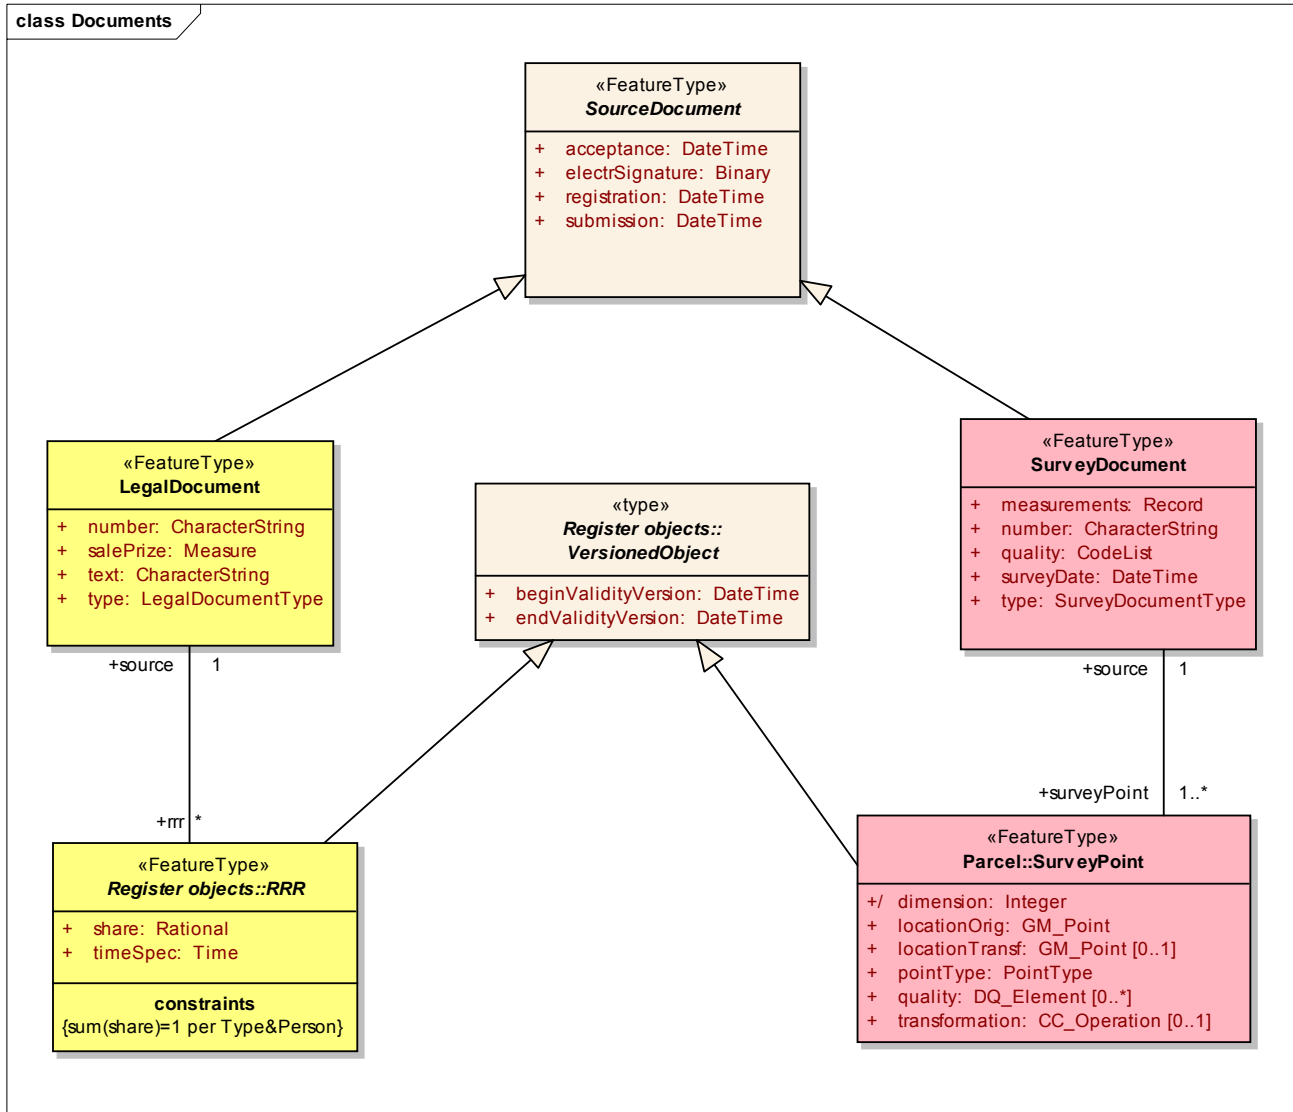 class Documents
«FeatureType»
SourceDocument
+ acceptance: DateTime
+ electrSignature: Binary
+ registration: DateTime
+ submission: DateTime
«FeatureType»
LegalDocument
+ number: CharacterString
+ salePrize: Measure
+ text: CharacterString
+ type: LegalDocumentType
«type»
Register objects::
VersionedObject
+ beginValidityVersion: DateTime
+ endValidityVersion: DateTime
«FeatureType»
SurveyDocument
+ measurements: Record
+ number: CharacterString
+ quality: CodeList
+ surveyDate: DateTime
+ type: SurveyDocumentType
+source 1
+source 1
+rrr *
+surveyPoint 1..*
«FeatureType»
Register objects::RRR
+ share: Rational
+ timeSpec: Time
constraints
{sum(share)=1 per Type&Person}
«FeatureType»
Parcel::SurveyPoint
+/ dimension: Integer
+ locationOrig: GM_Point
+ locationTransf: GM_Point [0..1]
+ pointType: PointType
+ quality: DQ_Element [0..*]
+ transformation: CC_Operation [0..1]